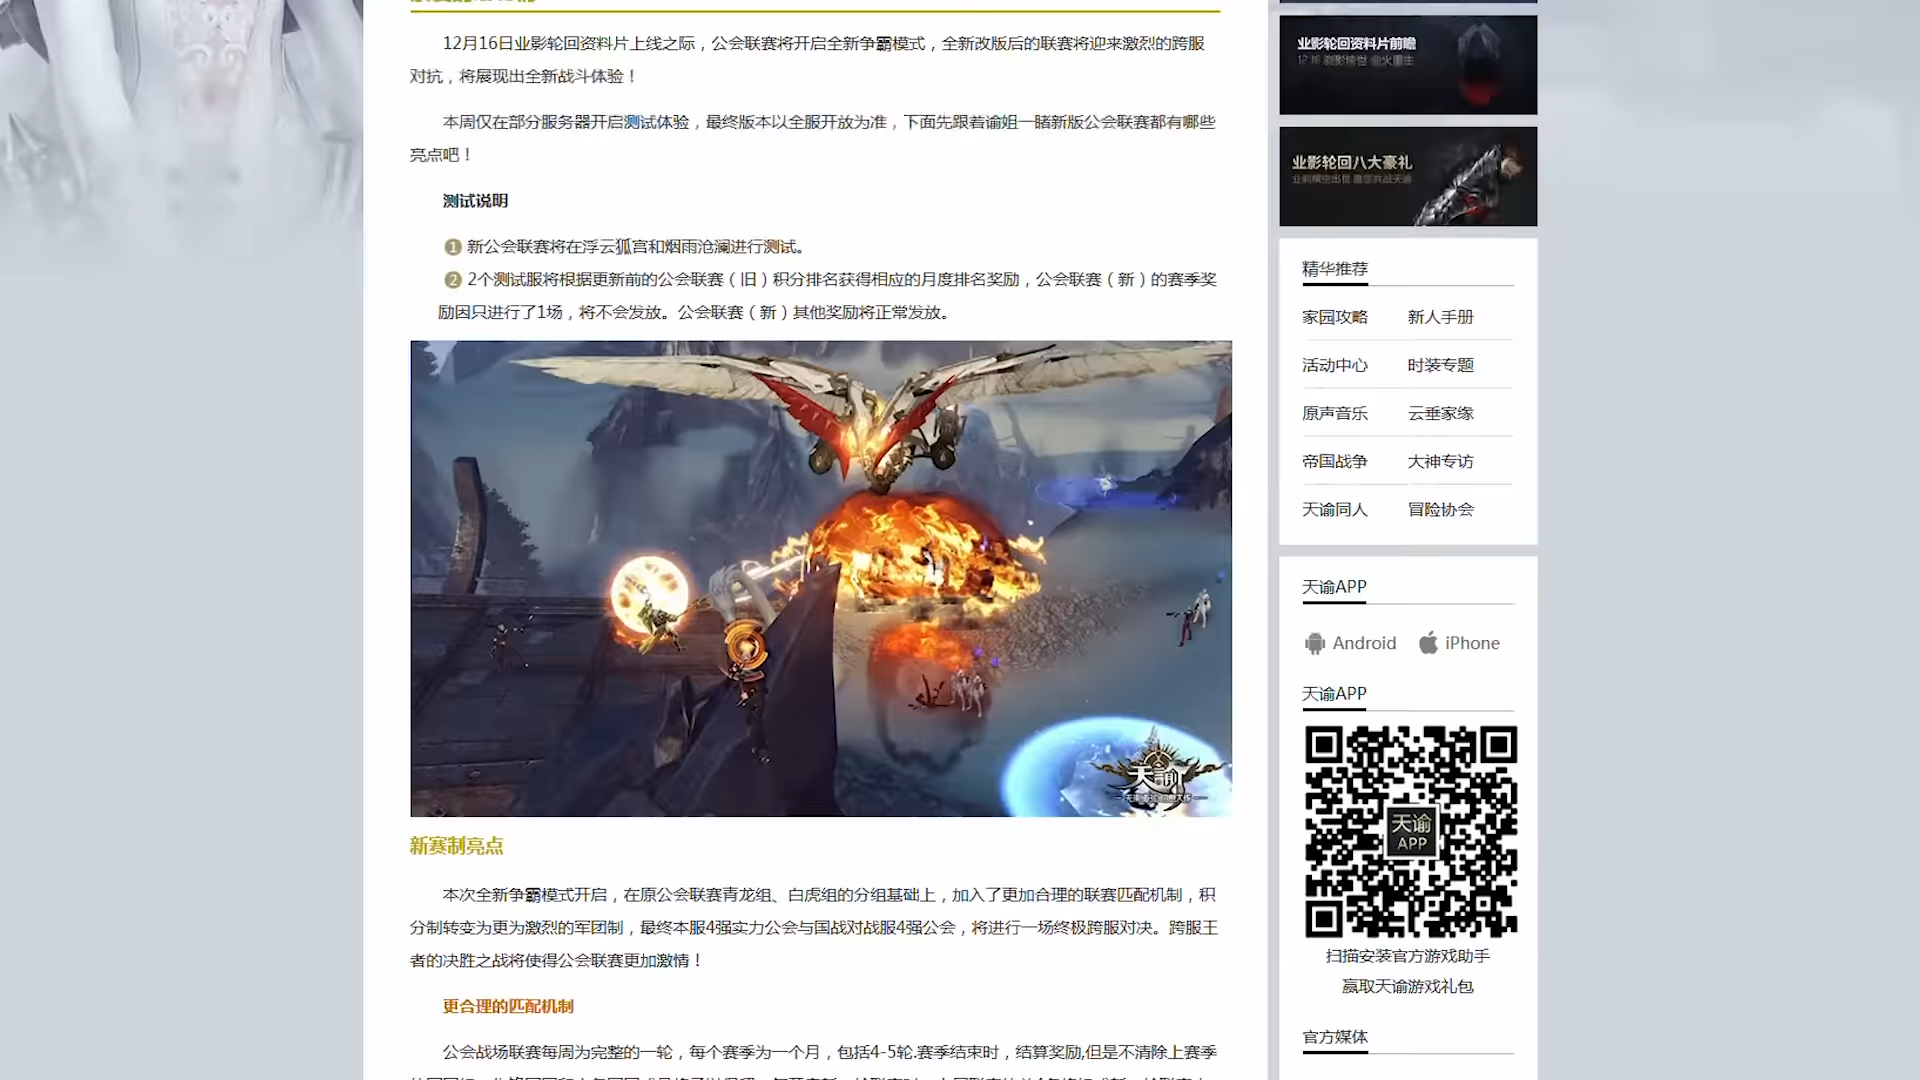 12月16日业影轮回资料片上线之际，公会联赛将开启全新争霸模式，全新改版后的联赛将迎来激烈的跨服
对抗，将展现出全新战斗体验！
本周仅在部分服务器开启测试体验，最终版本以全服开放为准，下面先跟着谕姐一睹新版公会联赛都有哪些
亮点吧！
测试说明
1 新公会联赛将在浮云狐宫和烟雨沧澜进行测试。
2 2个测试服将根据更新前的公会联赛（旧）积分排名获得相应的月度排名奖励，公会联赛（新）的赛季奖
励因只进行了1场，将不会发放。公会联赛（新）其他奖励将正常发放。
天谕
新赛制亮点
本次全新争霸模式开启，在原公会联赛青龙组、白虎组的分组基础上，加入了更加合理的联赛匹配机制，积
分制转变为更为激烈的军团制，最终本服4强实力公会与国战对战服4强公会，将进行一场终极跨服对决。跨服王
者的决胜之战将使得公会联赛更加激情！
更合理的匹配机制
公会战场联赛每周为完整的一轮，每个赛季为一个月，包括4-5轮.赛季结束时，结算奖励,但是不清除上赛季
业影轮回资料片前瞻
业影轮回八大豪礼
精华推荐
家园攻略 新人手册
活动中心 时装专题
原声音乐 云垂家缘
帝国战争 大神专访
天谕同人 冒险协会
天谕APP
Android iPhone
天谕APP
天谕
APP
扫描安装官方游戏助手
赢取天谕游戏礼包
官方媒体